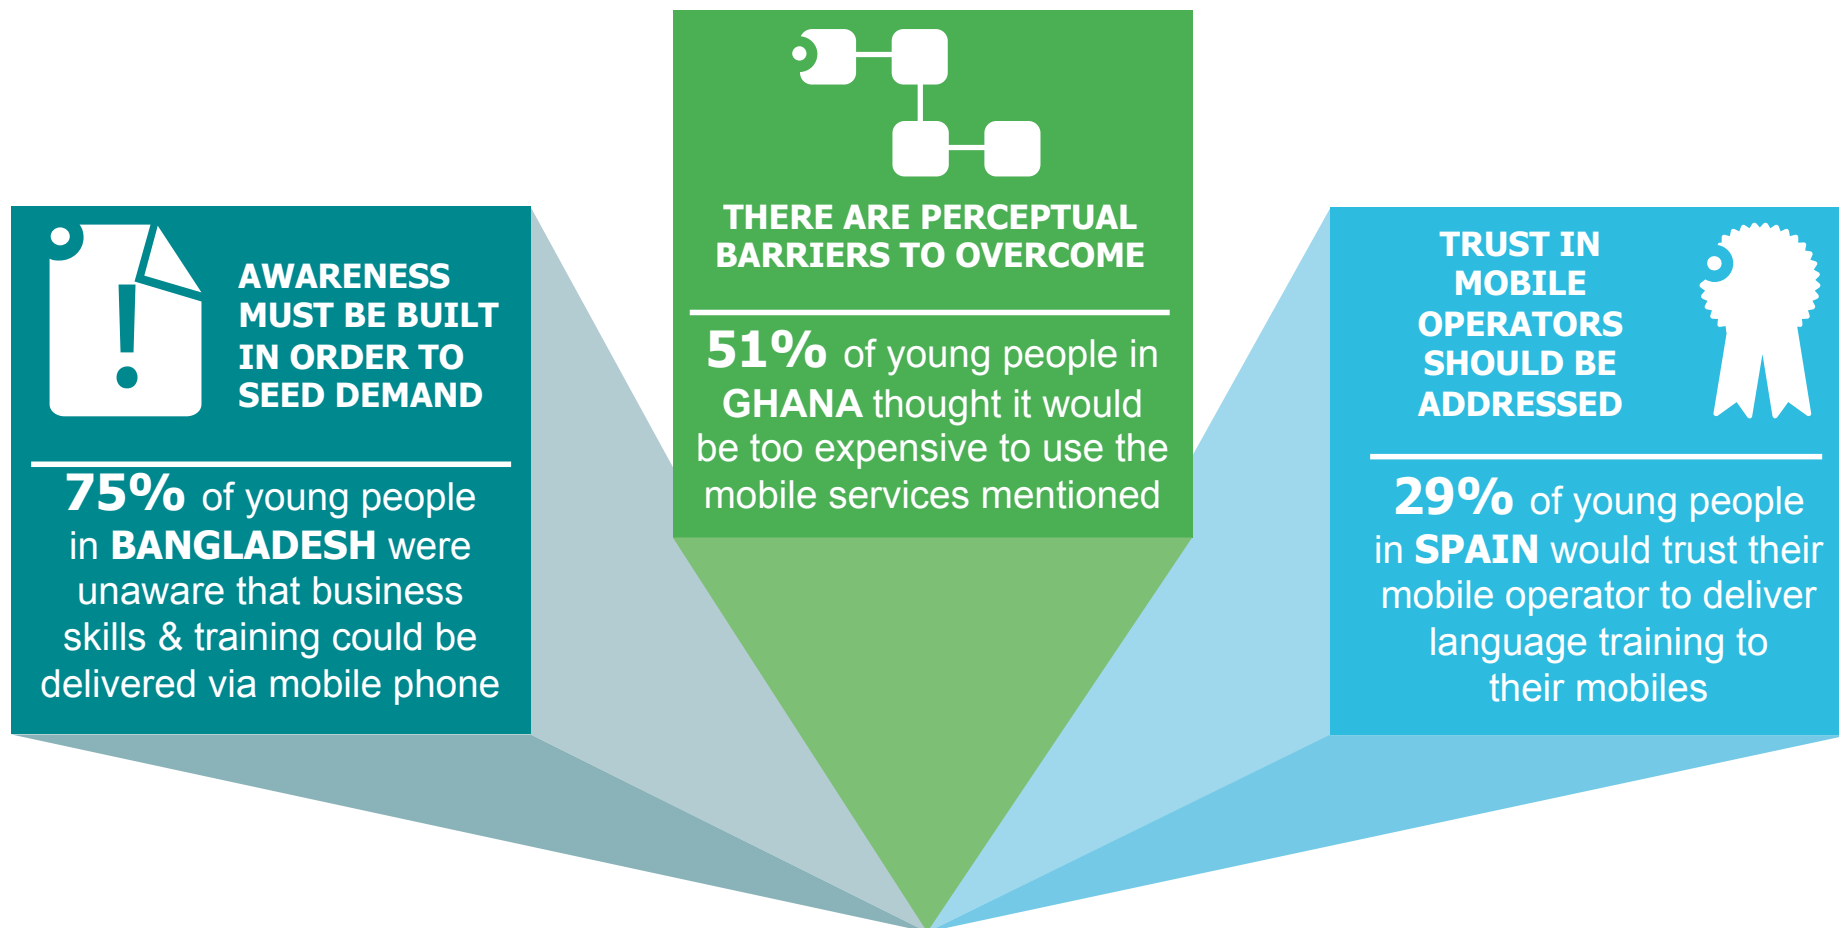 AWARENESS
MUST BE BUILT
IN ORDER TO
SEED DEMAND
75% of young people
in BANGLADESH were
unaware that business
skills & training could be
delivered via mobile phone
THERE ARE PERCEPTUAL
BARRIERS TO OVERCOME
51% of young people in
GHANA thought it would
be too expensive to use the
mobile services mentioned
TRUST IN
MOBILE
OPERATORS
SHOULD BE
ADDRESSED
29% of young people
in SPAIN would trust their
mobile operator to deliver
language training to
their mobiles